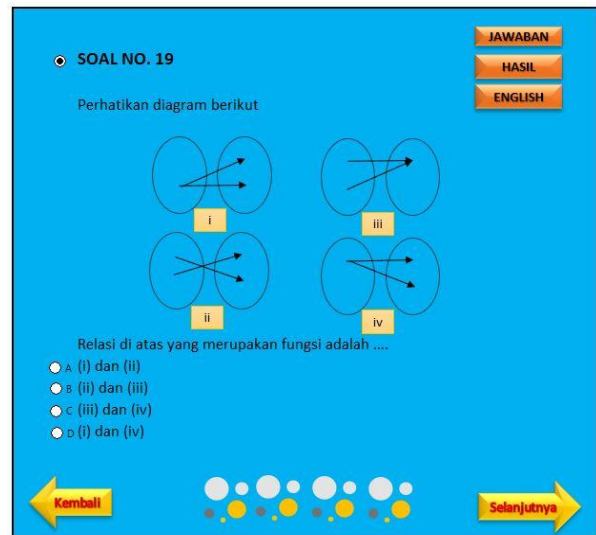 SOAL NO. 19
JAWABAN
HASIL
ENGLISH
Perhatikan diagram berikut
i
iii
ii
iv
Relasi di atas yang merupakan fungsi adalah ....
A (i) dan (ii)
B (ii) dan (iii)
C (iii) dan (iv)
D (i) dan (iv)
Kembali
Selanjutnya